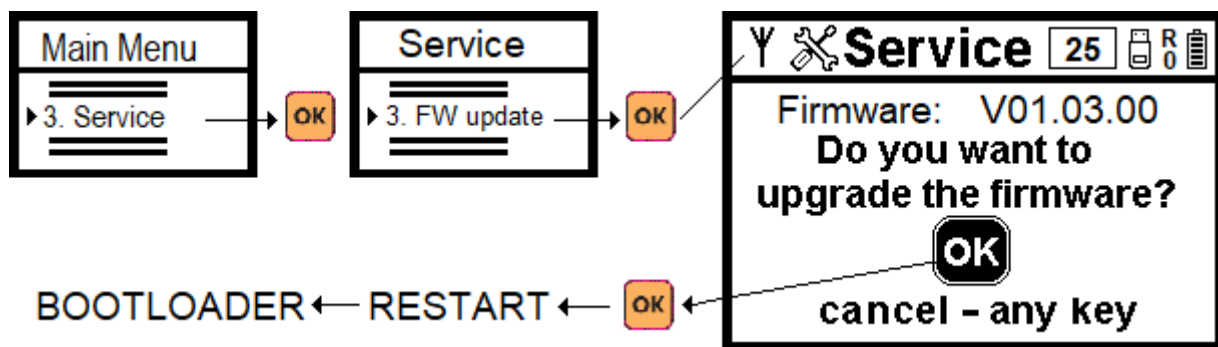 Main Menu
3. Service
OK
Service
3. FW update
OK
Service 25 R0
Firmware: V01.03.00
Do you want to
upgrade the firmware?
OK
cancel - any key
OK
RESTART
BOOTLOADER